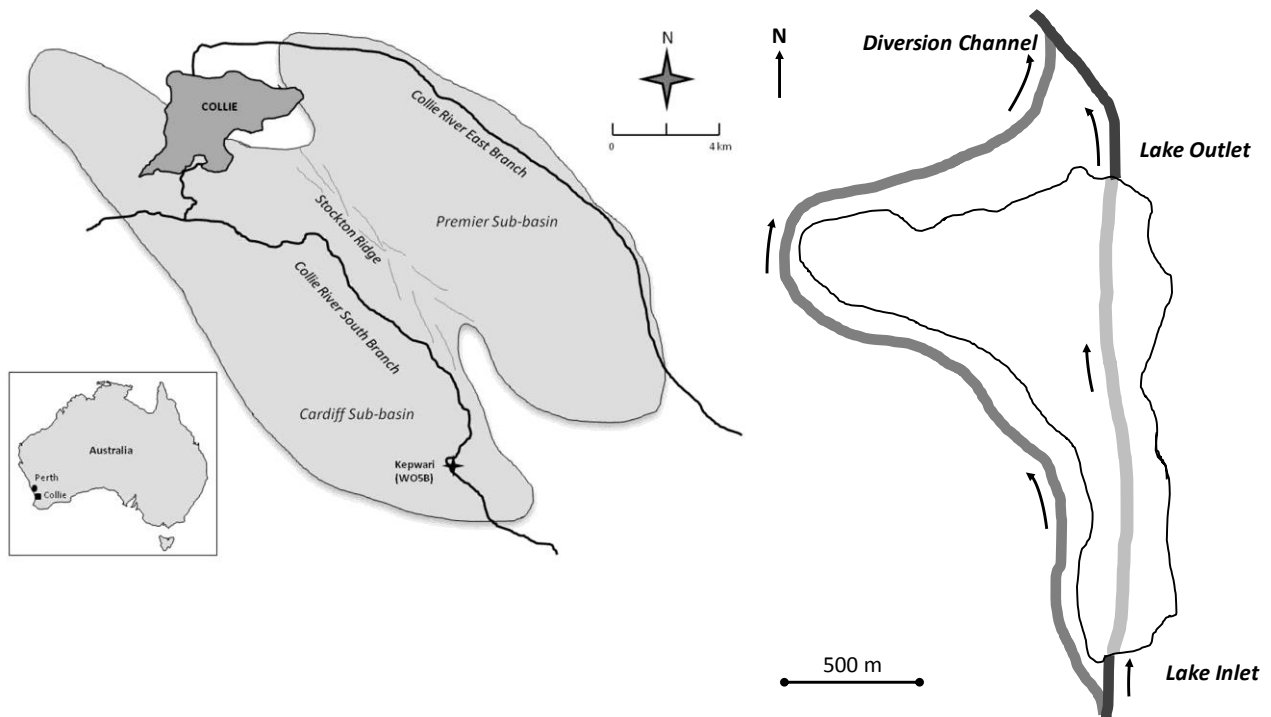 N
0
4 km
COLLIE
Collie River East Branch
Premier Sub-basin
Stockton Ridge
Collie River South Branch
Cardiff Sub-basin
Kepwari
(WO5B)
Australia
Perth
Collie
N
Diversion Channel
Lake Outlet
500 m
Lake Inlet